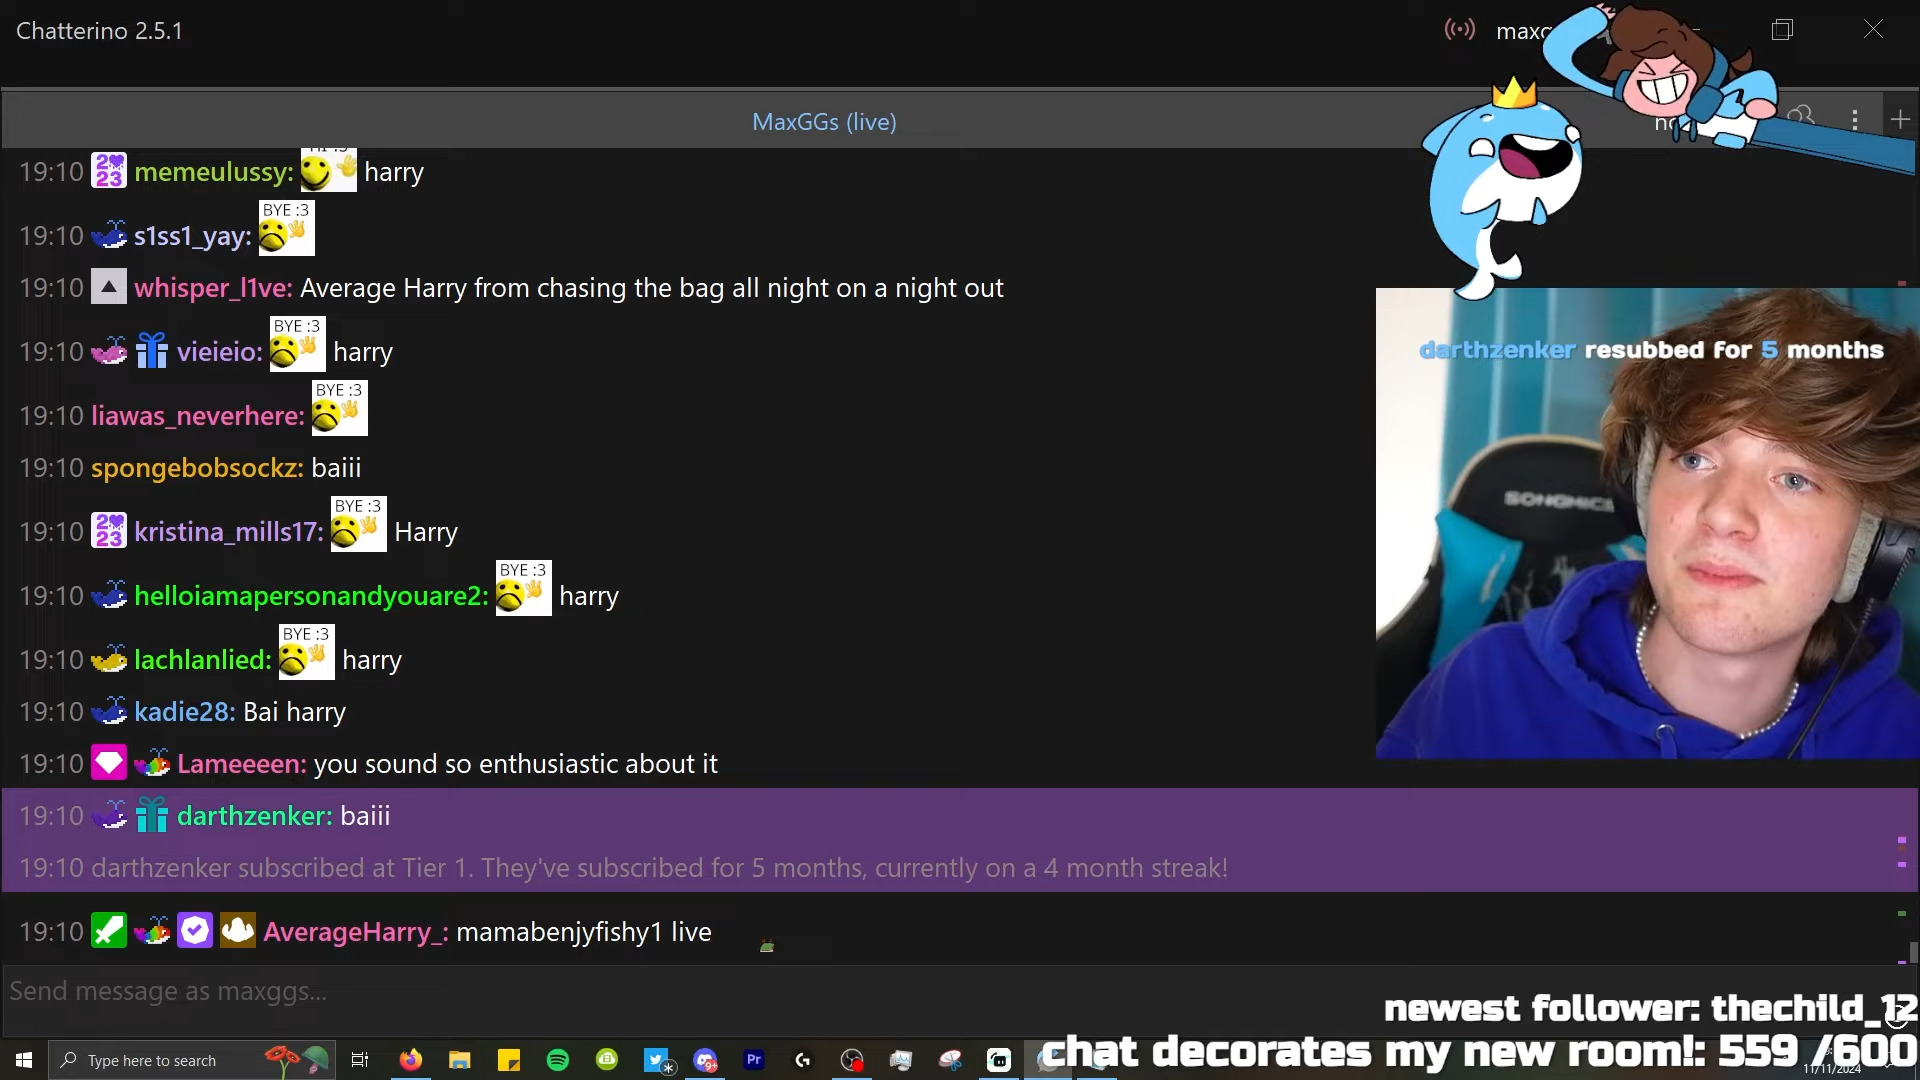 Chatterino 2.5.1
MaxGGs (live)
19:10 memeulussy: harry
19:10 s1ss1_yay: BYE :3
19:10 whisper_l1ve: Average Harry from chasing the bag all night on a night out
19:10 vieieio: BYE :3 harry
19:10 liawas_neverhere: BYE :3
19:10 spongebobsockz: baiii
19:10 kristina_mills17: BYE :3 Harry
19:10 helloiamapersonandyouare2: BYE :3 harry
19:10 lachlanlied: BYE :3 harry
19:10 kadie28: Bai harry
19:10 Lameeeen: you sound so enthusiastic about it
19:10 darthzenker: baiii
19:10 darthzenker subscribed at Tier 1. They've subscribed for 5 months, currently on a 4 month streak!
19:10 AverageHarry_: mamabenjyfishy1 live
Send message as maxggs...
darthzenker resubbed for 5 months
SONGMICS
newest follower: thechild_12
chat decorates my new room!: 559 /600
Type here to search
11/11/2024